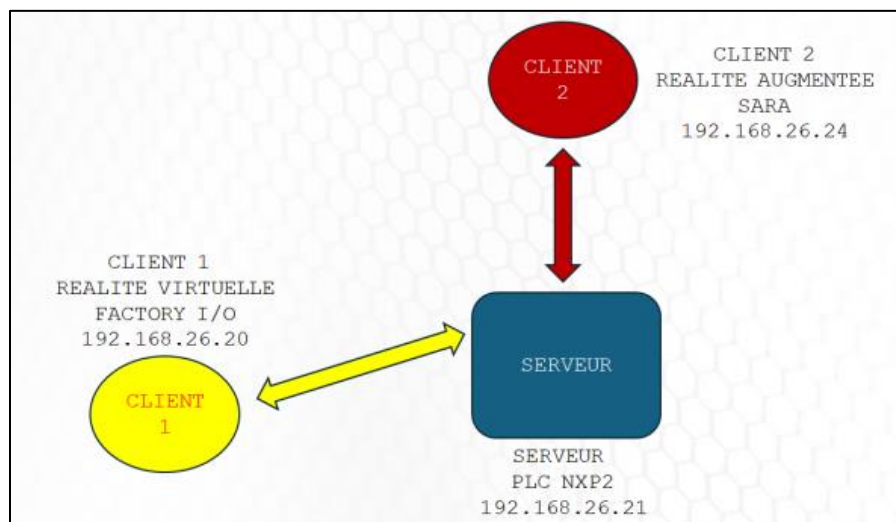 CLIENT
2
CLIENT 2
REALITE AUGMENTEE
SARA
192.168.26.24
CLIENT 1
REALITE VIRTUELLE
FACTORY I/O
192.168.26.20
CLIENT
1
SERVEUR
SERVEUR
PLC NXP2
192.168.26.21